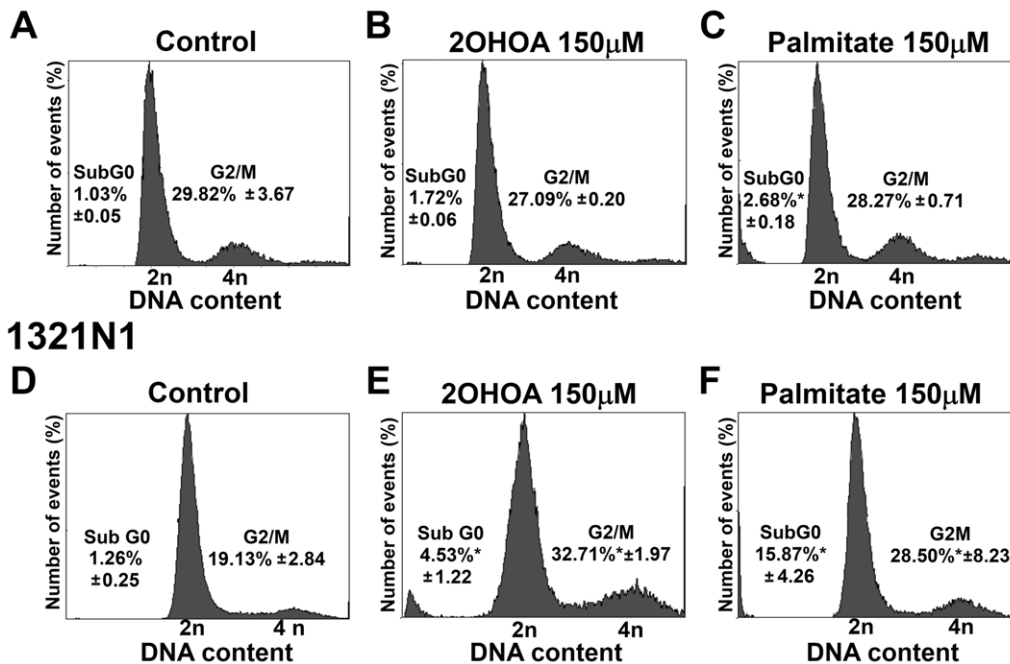 A
Control
Number of events (%)
SubG0
1.03%
±0.05
G2/M
29.82% ±3.67
2n
4n
DNA content
B
2OHOA 150μM
Number of events (%)
SubG0
1.72%
±0.06
G2/M
27.09% ±0.20
2n
4n
DNA content
C
Palmitate 150μM
Number of events (%)
SubG0
2.68%*
±0.18
G2/M
28.27% ±0.71
2n
4n
DNA content
1321N1
D
Control
Number of events (%)
Sub G0
1.26%
±0.25
G2/M
19.13% ±2.84
2n
4 n
DNA content
E
2OHOA 150μM
Number of events (%)
Sub G0
4.53%*
±1.22
G2/M
32.71%*±1.97
2n
4n
DNA content
F
Palmitate 150μM
Number of events (%)
SubG0
15.87%*
± 4.26
G2M
28.50%*±8.23
2n
4n
DNA content